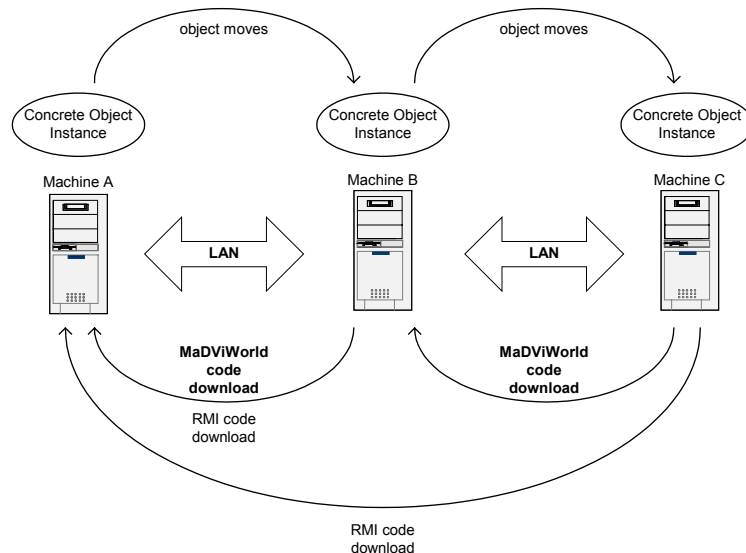 object moves
object moves
Concrete Object
Instance
Concrete Object
Instance
Concrete Object
Instance
Machine A
Machine B
Machine C
LAN
LAN
MaDViWorld
code
download
MaDViWorld
code
download
RMI code
download
RMI code
download